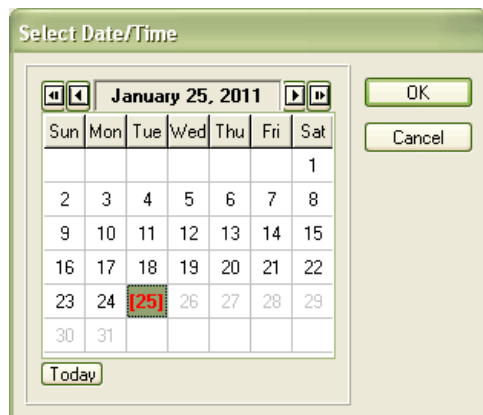 Select Date/Time
January 25, 2011
OK
Sun Mon Tue Wed Thu Fri Sat
Cancel
1
2 3 4 5 6 7 8
9 10 11 12 13 14 15
16 17 18 19 20 21 22
23 24 [25] 26 27 28 29
30 31
Today